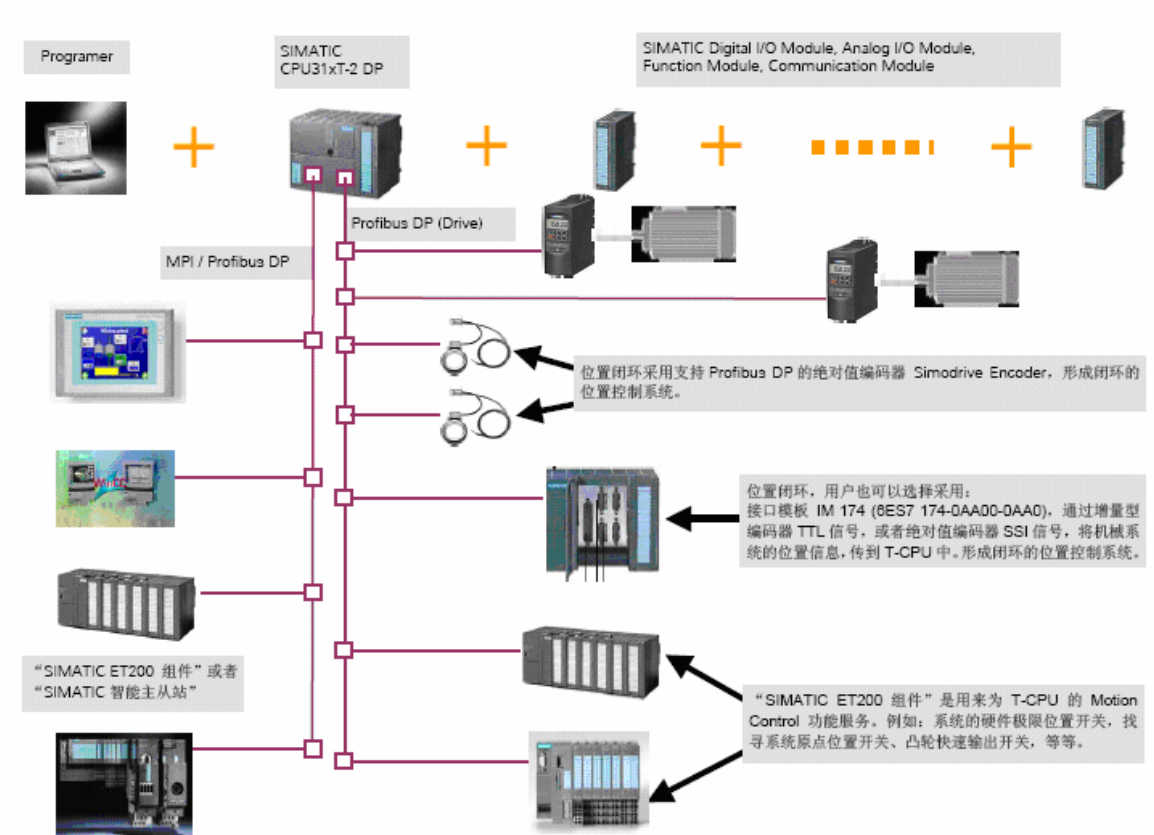 Programer
SIMATIC
CPU31xT-2 DP
SIMATIC Digital I/O Module, Analog I/O Module,
Function Module, Communication Module
Profibus DP (Drive)
MPI / Profibus DP
位置闭环采用支持 Profibus DP 的绝对值编码器 Simodrive Encoder，形成闭环的
位置控制系统。
WinCC
位置闭环，用户也可以选择采用：
接口模板 IM 174 (6ES7 174-0AA00-0AA0)，通过增量型
编码器 TTL 信号，或者绝对值编码器 SSI 信号，将机械系
统的位置信息，传到 T-CPU 中。形成闭环的位置控制系统。
“SIMATIC ET200 组件”或者
“SIMATIC 智能主从站”
“SIMATIC ET200 组件”是用来为 T-CPU 的 Motion
Control 功能服务。例如：系统的硬件极限位置开关，找
寻系统原点位置开关、凸轮快速输出开关，等等。